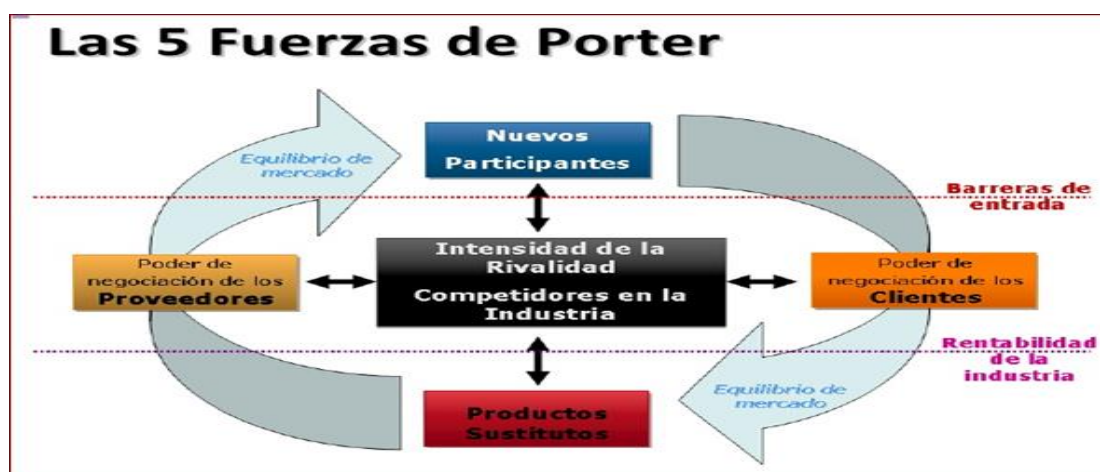 Las 5 Fuerzas de Porter
Nuevos
Participantes
Equilibrio de
mercado
Barreras de
entrada
Intensidad de la
Rivalidad
Competidores en la
Industria
Poder de
negociación de los
Proveedores
Poder de
negociación de los
Clientes
Rentabilidad
de la
industria
Equilibrio de
mercado
Productos
Sustitutos